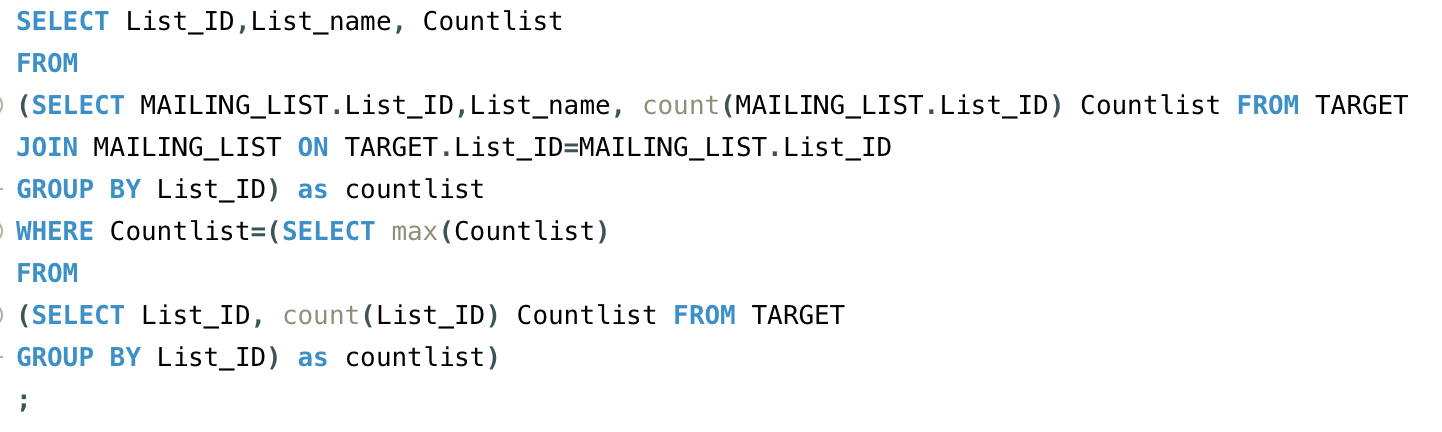 SELECT List_ID,List_name, Countlist
FROM
(SELECT MAILING_LIST.List_ID,List_name, count(MAILING_LIST.List_ID) Countlist FROM TARGET
JOIN MAILING_LIST ON TARGET.List_ID=MAILING_LIST.List_ID
GROUP BY List_ID) as countlist
WHERE Countlist=(SELECT max(Countlist)
FROM
(SELECT List_ID, count(List_ID) Countlist FROM TARGET
GROUP BY List_ID) as countlist)
;